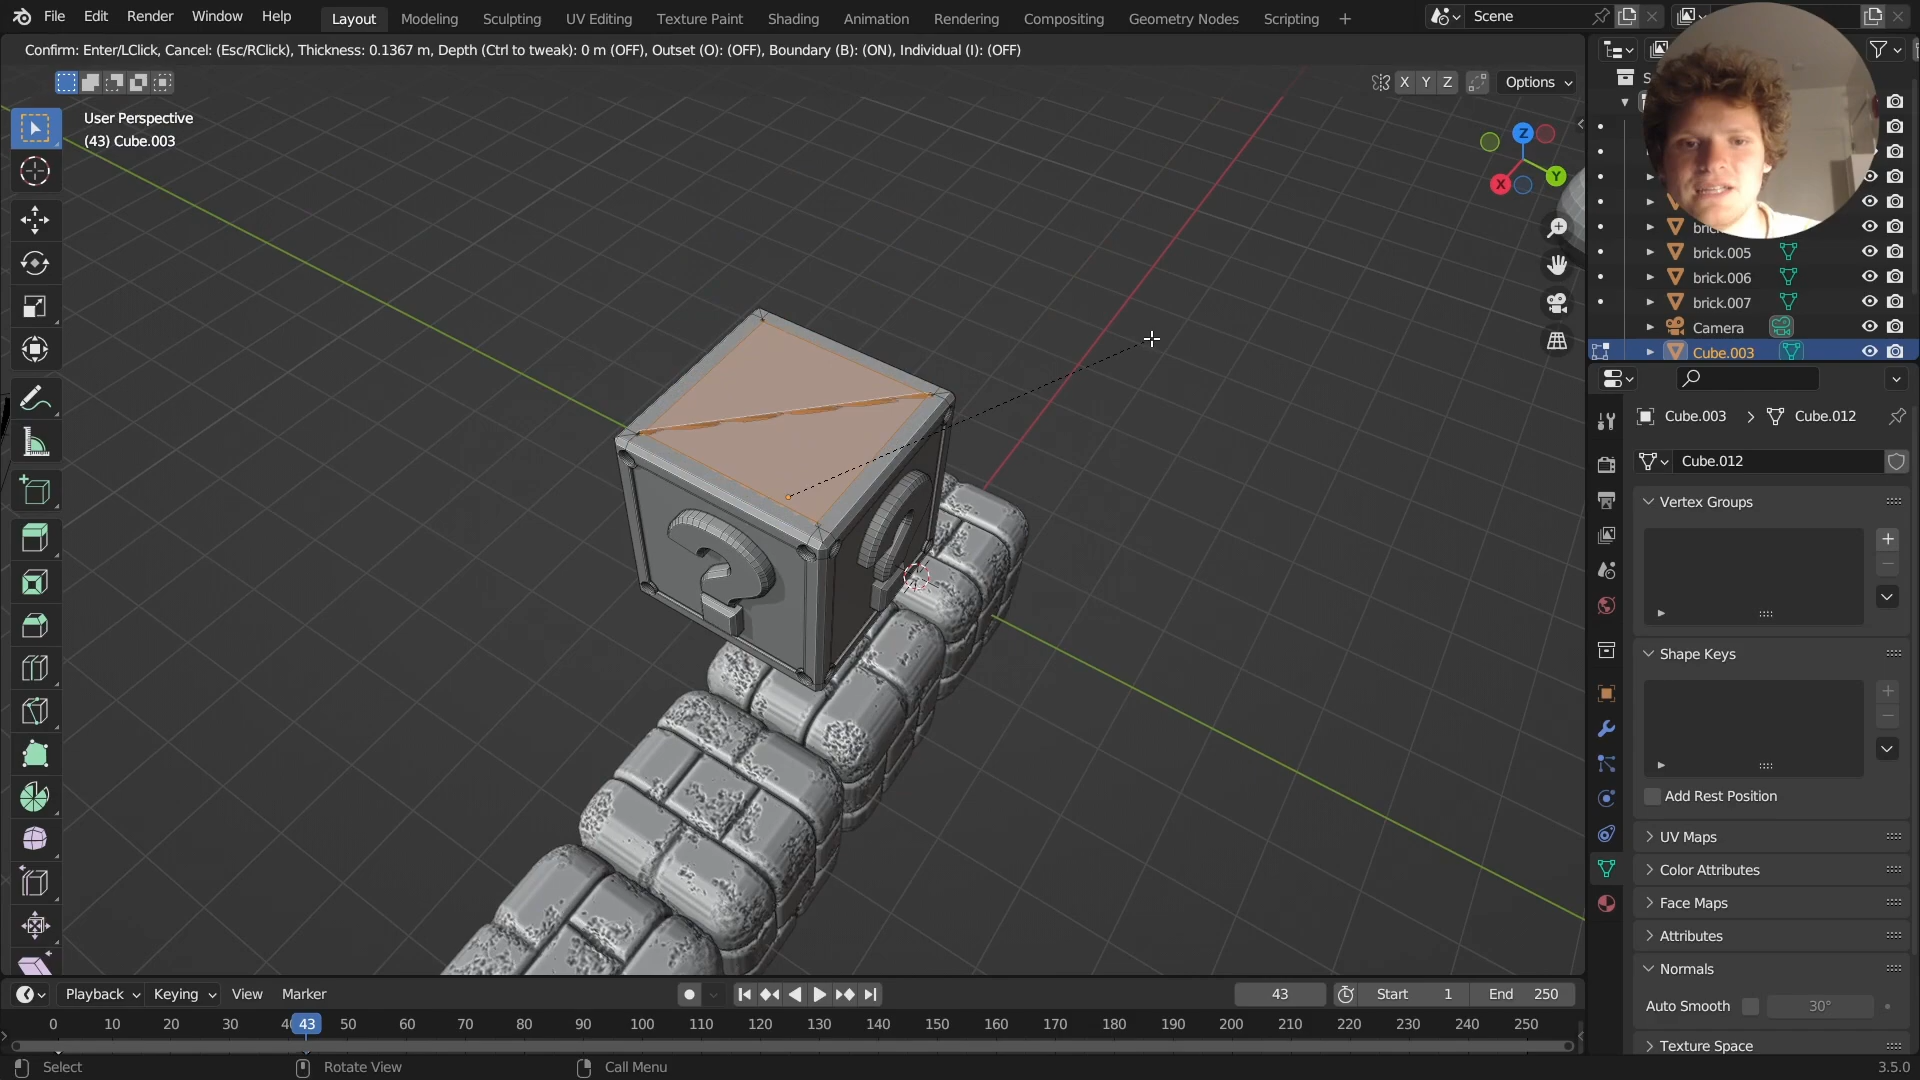 File Edit Render Window Help Layout Modeling Sculpting UV Editing Texture Paint Shading Animation Rendering Compositing Geometry Nodes Scripting + Scene
Confirm: Enter/LClick, Cancel: (Esc/RClick), Thickness: 0.1367 m, Depth (Ctrl to tweak): 0 m (OFF), Outset (O): (OFF), Boundary (B): (ON), Individual (I): (OFF)
X Y Z Options
User Perspective
(43) Cube.003
Z
Y
X
?
?
brick.005
brick.006
brick.007
Camera
Cube.003
Cube.003 > Cube.012
Cube.012
Vertex Groups
Shape Keys
Add Rest Position
UV Maps
Color Attributes
Face Maps
Attributes
Normals
Auto Smooth 30°
Texture Space
Playback Keying View Marker 43 Start 1 End 250
0 10 20 30 43 50 60 70 80 90 100 110 120 130 140 150 160 170 180 190 200 210 220 230 240 250
Select Rotate View Call Menu 3.5.0